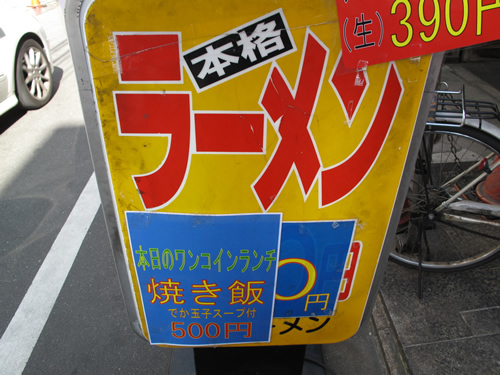 (生)390円
本格
ラーメン
本日のワンコインランチ
焼き飯
でか玉子スープ付
500円
円
メン